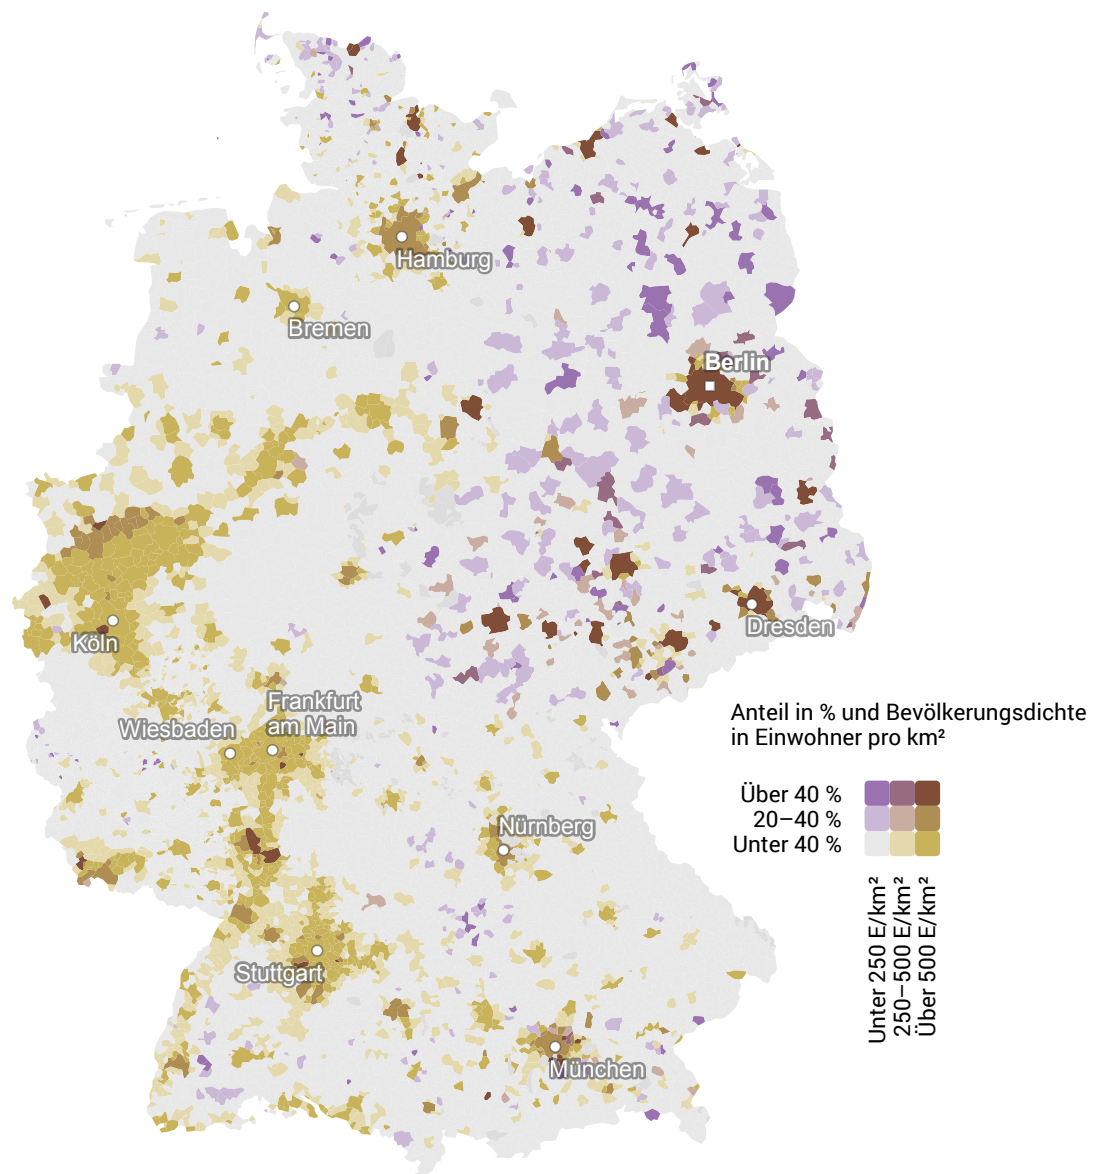 Hamburg
Bremen
Berlin
Köln
Dresden
Frankfurt
am Main
Wiesbaden
Anteil in % und Bevölkerungsdichte
in Einwohner pro km²
Über 40 %
20–40 %
Unter 40 %
Nürnberg
Unter 250 E/km²
250–500 E/km²
Über 500 E/km²
Stuttgart
München